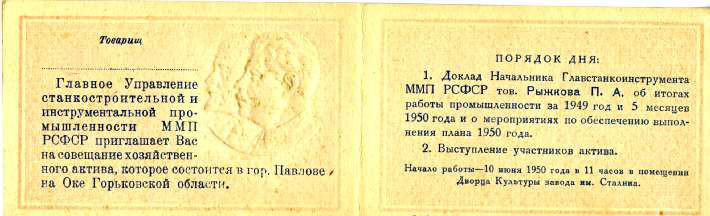 Товарищ
Главное Управление
станкостроительной и
инструментальной про-
мышленности ММП
РСФСР приглашает Вас
на совещание хозяйствен-
ного актива, которое состоится в гор. Павлове
на Оке Горьковской области.
ПОРЯДОК ДНЯ:
1. Доклад Начальника Главстанкоинструмента
ММП РСФСР тов. Рыжкова П. А. об итогах
работы промышленности за 1949 год и 5 месяцев
1950 года и о мероприятиях по обеспечению выпол-
нения плана 1950 года.
2. Выступление участников актива.
Начало работы—10 июня 1950 года в 11 часов в помещении
Дворца Культуры завода им. Сталина.